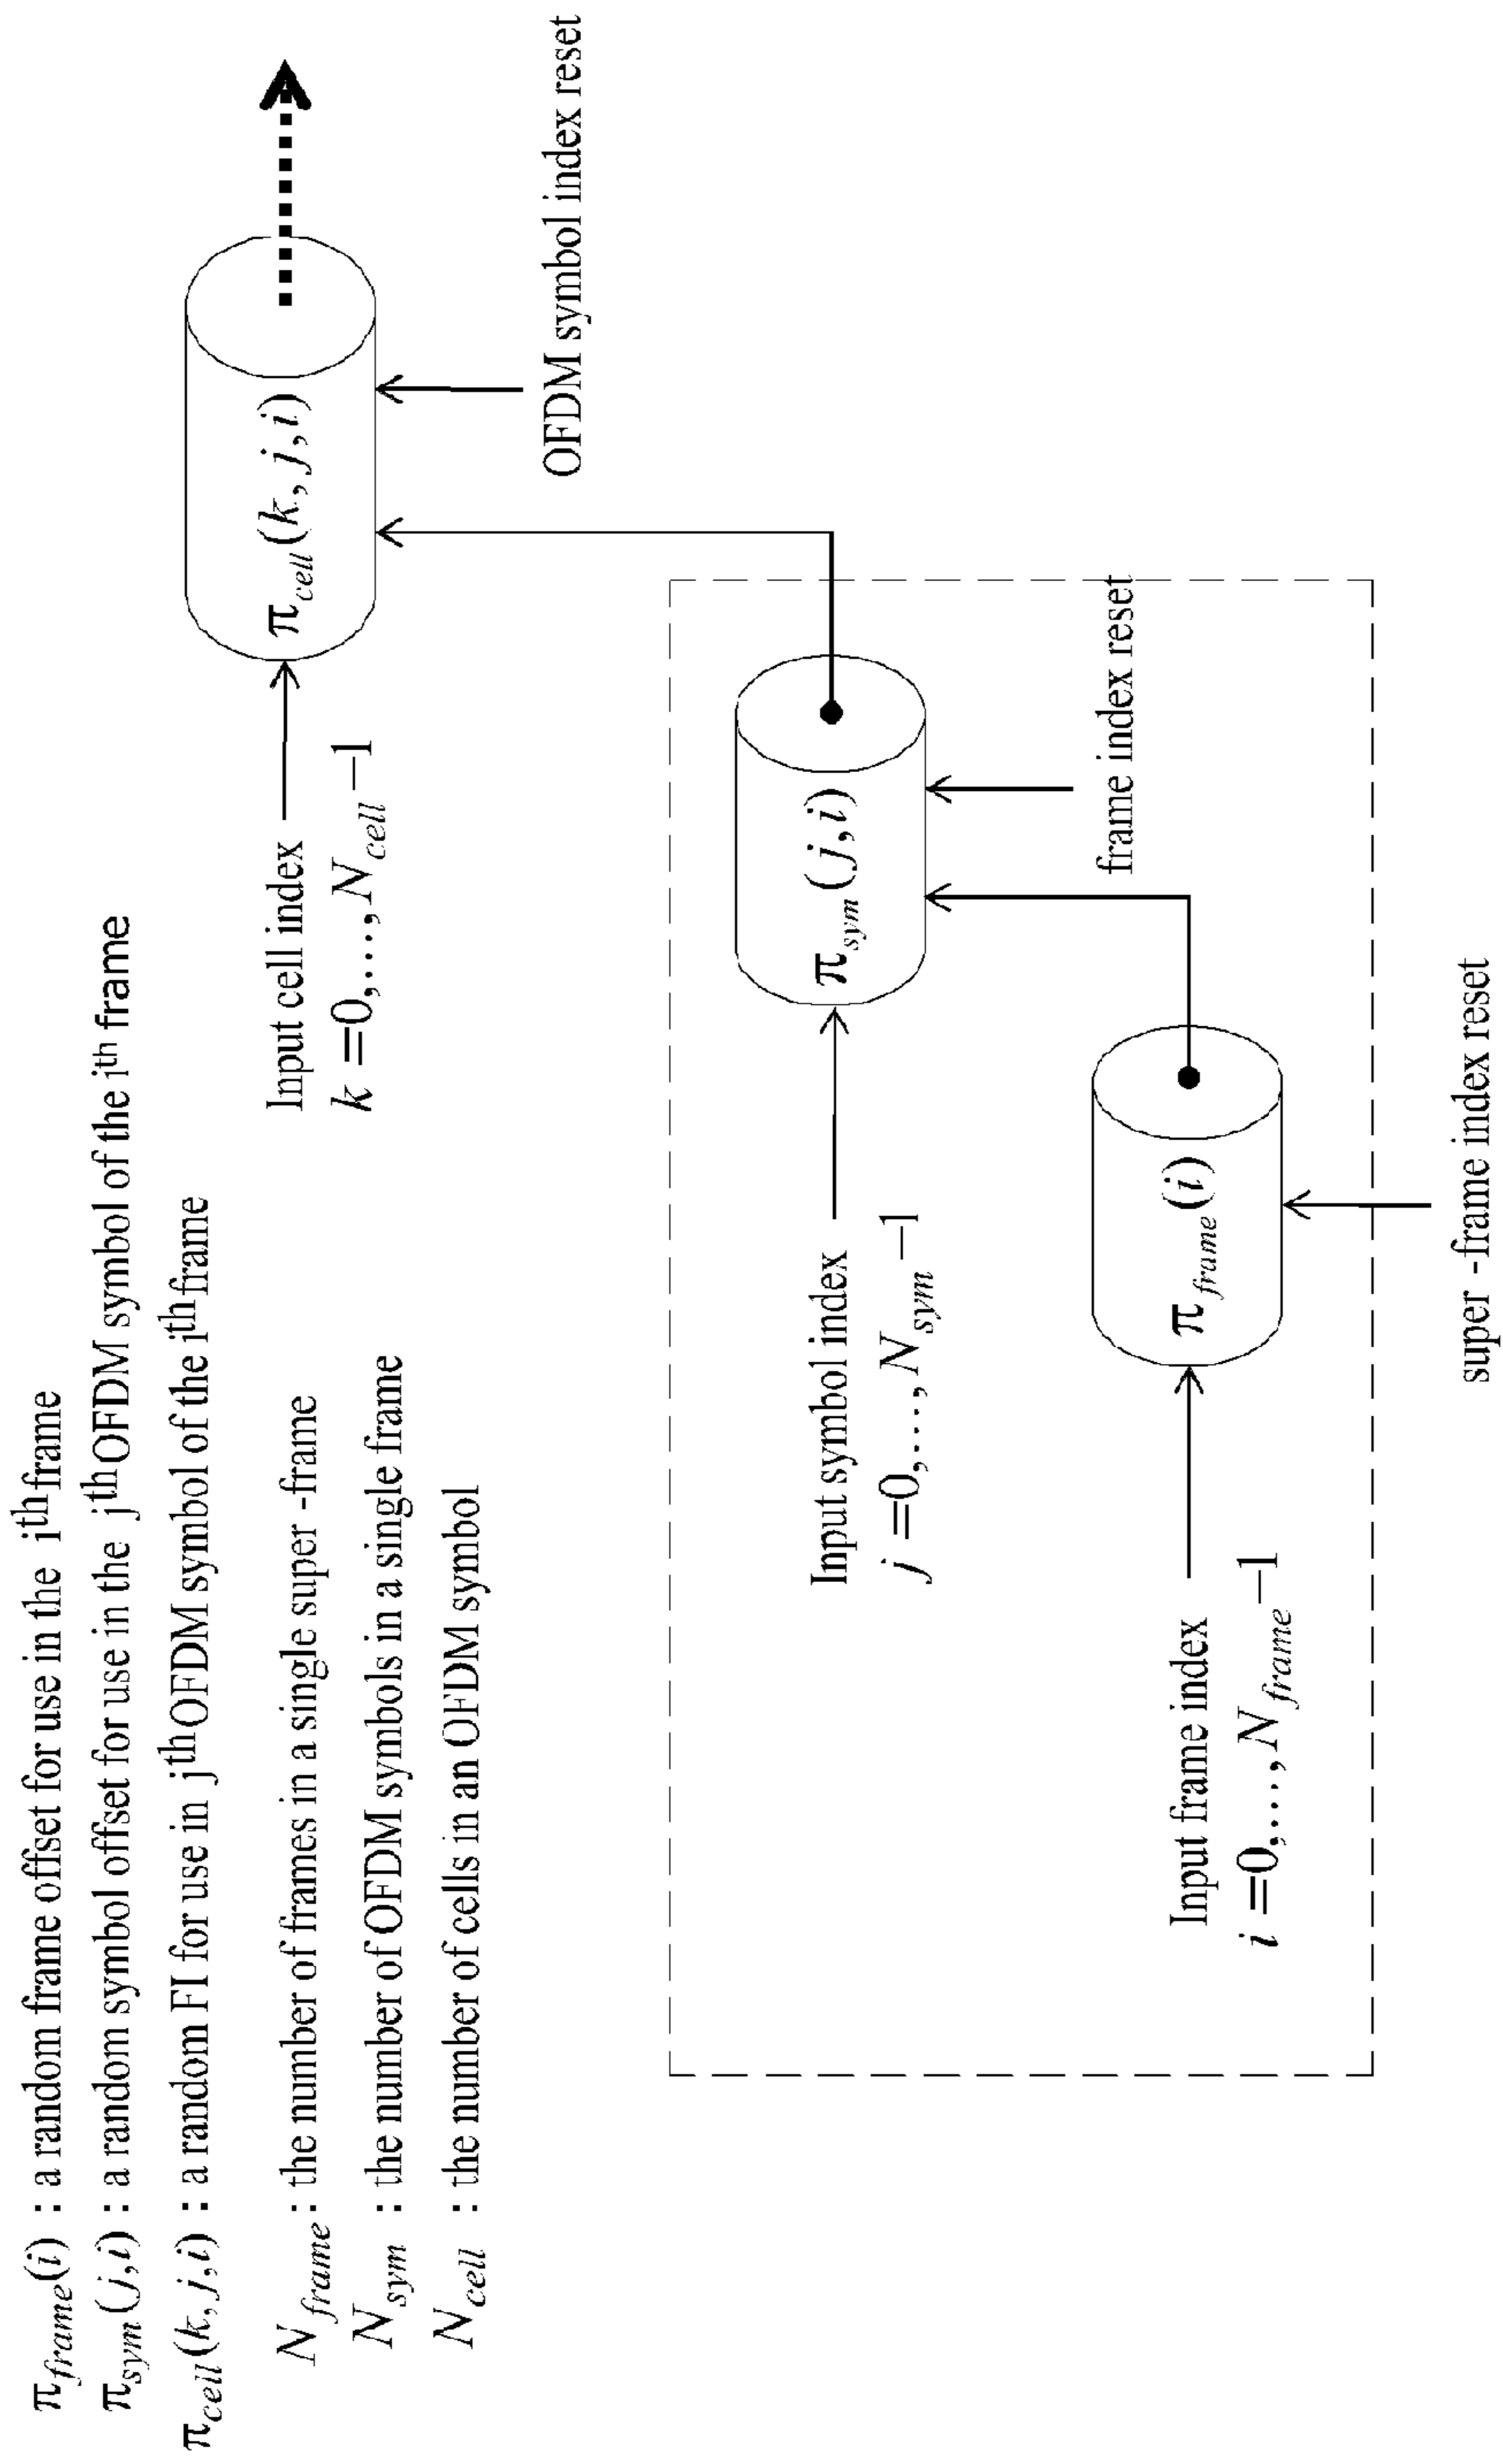 π_frame(i) : a random frame offset for use in the i^th frame
π_sym(j,i) : a random symbol offset for use in the j^th OFDM symbol of the i^th frame
π_cell(k,j,i) : a random FI for use in j^th OFDM symbol of the i^th frame
N_frame : the number of frames in a single super -frame
N_sym : the number of OFDM symbols in a single frame
N_cell : the number of cells in an OFDM symbol
Input cell index
k =0,...,N_cell −1
π_cell(k,j,i)
OFDM symbol index reset
Input symbol index
j =0,...,N_sym −1
π_sym(j,i)
frame index reset
Input frame index
i =0,...,N_frame −1
π_frame(i)
super -frame index reset